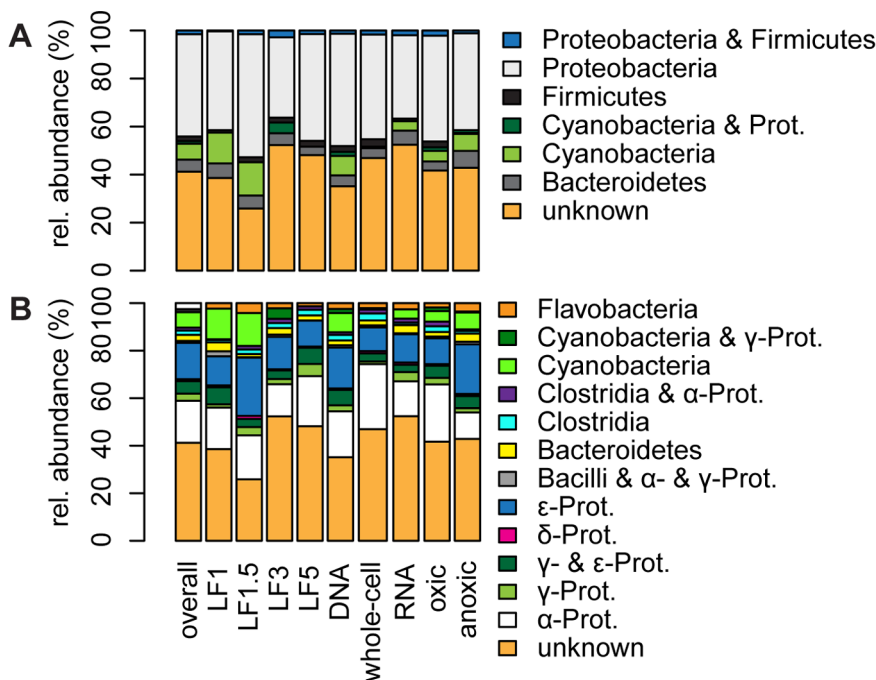 A
rel. abundance (%)
0 20 40 60 80 100
Proteobacteria & Firmicutes
Proteobacteria
Firmicutes
Cyanobacteria & Prot.
Cyanobacteria
Bacteroidetes
unknown
B
rel. abundance (%)
0 20 40 60 80 100
overall LF1 LF1.5 LF3 LF5 DNA whole-cell RNA oxic anoxic
Flavobacteria
Cyanobacteria & γ-Prot.
Cyanobacteria
Clostridia & α-Prot.
Clostridia
Bacteroidetes
Bacilli & α- & γ-Prot.
ε-Prot.
δ-Prot.
γ- & ε-Prot.
γ-Prot.
α-Prot.
unknown